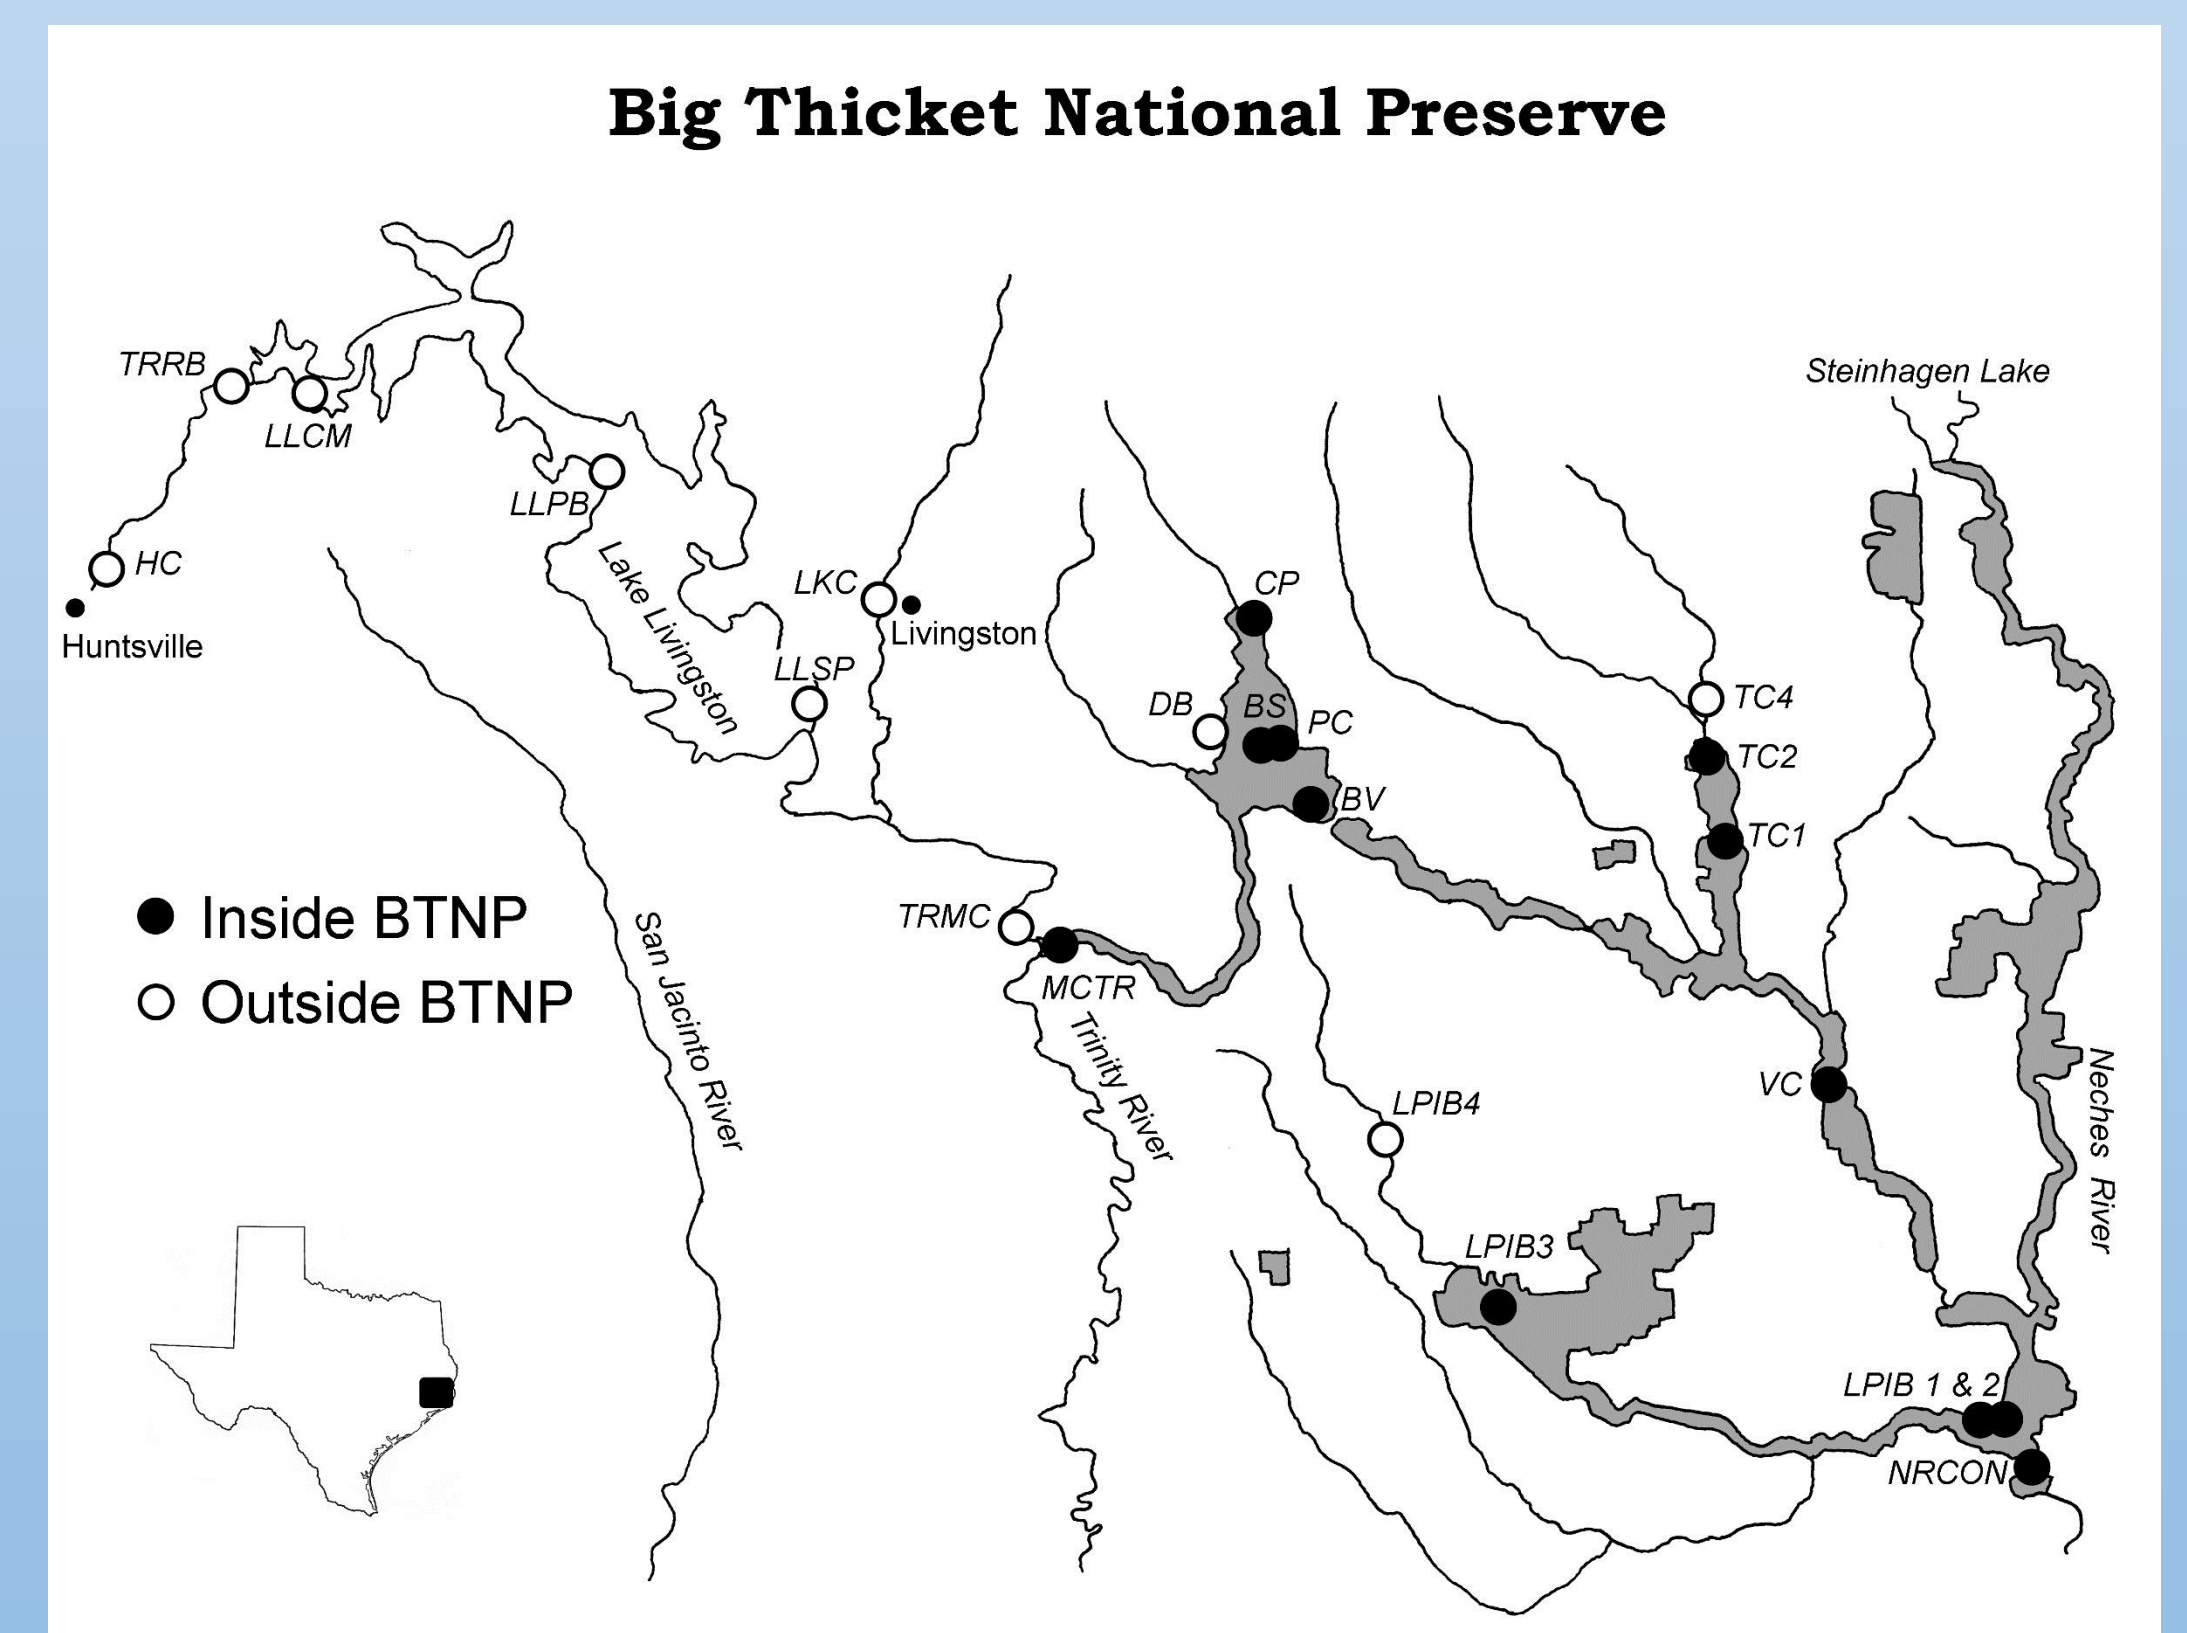 Big Thicket National Preserve
Steinhagen Lake
TRRB
LLCM
LLPB
HC
Huntsville
Lake Livingston
LKC
Livingston
LLSP
CP
DB
BS
PC
BV
TC4
TC2
TC1
Inside BTNP
Outside BTNP
San Jacinto River
TRMC
MCTR
Trinity River
VC
Neches River
LPIB4
LPIB3
LPIB 1 & 2
NRCON